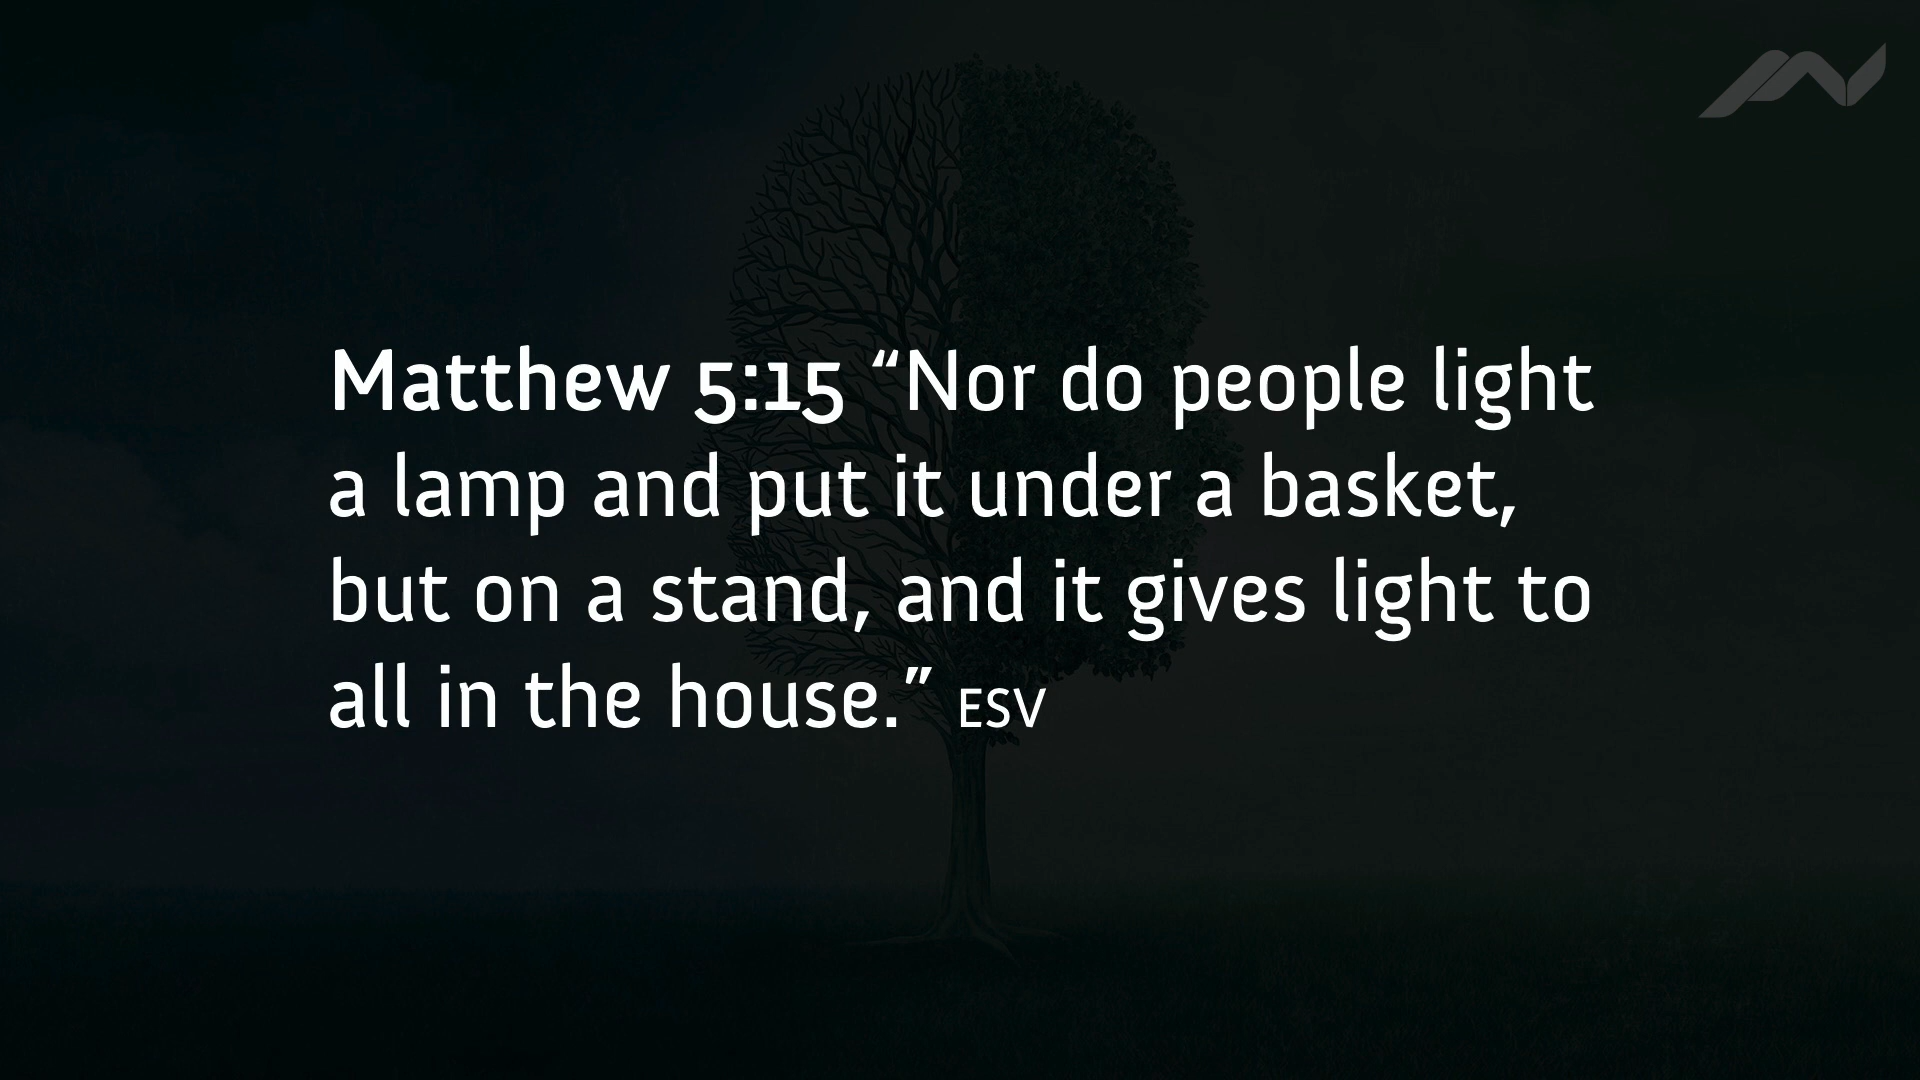 Matthew 5:15 “Nor do people light
a lamp and put it under a basket,
but on a stand, and it gives light to
all in the house.” ESV